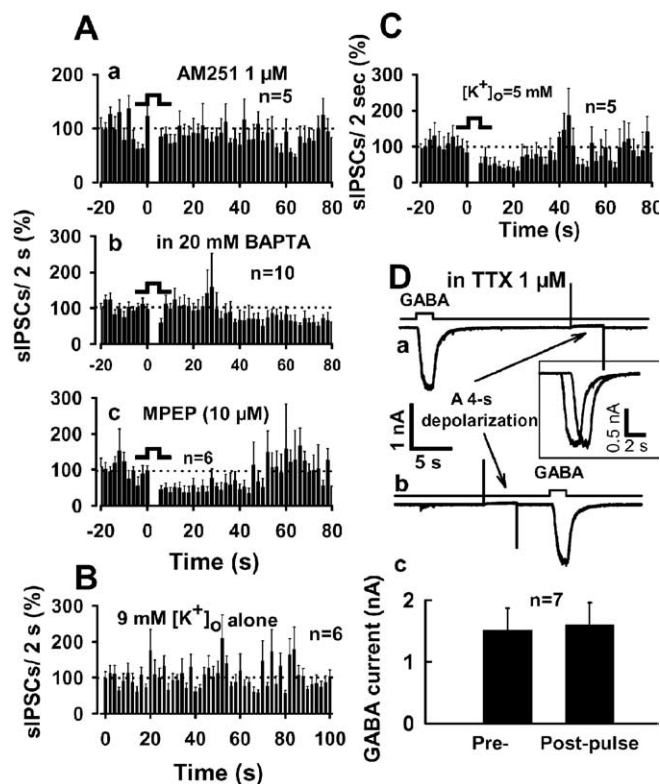 A
a
AM251 1 µM
n=5
200
100
0
-20 0 20 40 60 80
b
in 20 mM BAPTA
n=10
300
200
100
0
-20 0 20 40 60 80
sIPSCs/ 2 s (%)
c
MPEP (10 µM)
n=6
300
200
100
0
-20 0 20 40 60 80
Time (s)
B
9 mM [K+]o alone
n=6
300
200
100
0
0 20 40 60 80 100
sIPSCs/ 2 s (%)
Time (s)
C
[K+]o=5 mM
n=5
300
200
100
0
-20 0 20 40 60 80
sIPSCs/ 2 sec (%)
Time (s)
D
in TTX 1 µM
GABA
a
A 4-s
depolarization
1 nA
5 s
0.5 nA
2 s
b
GABA
c
n=7
2
1
0
GABA current (nA)
Pre- Post-pulse